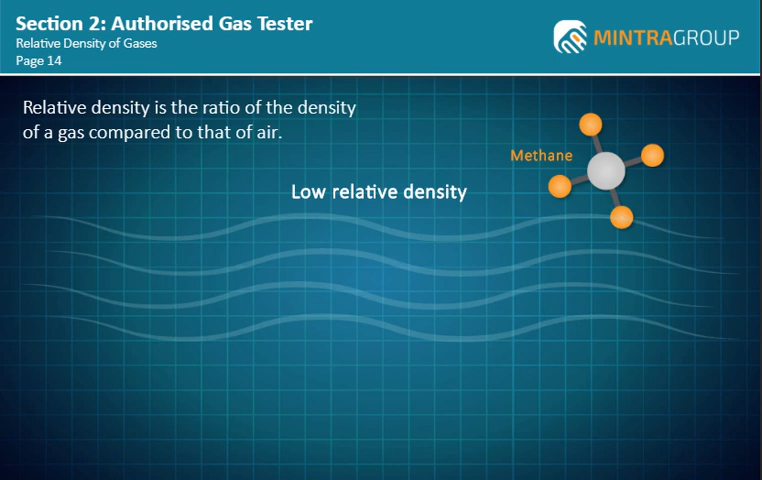 Section 2: Authorised Gas Tester
Relative Density of Gases
Page 14
MINTRAGROUP
Relative density is the ratio of the density
of a gas compared to that of air.
Methane
Low relative density